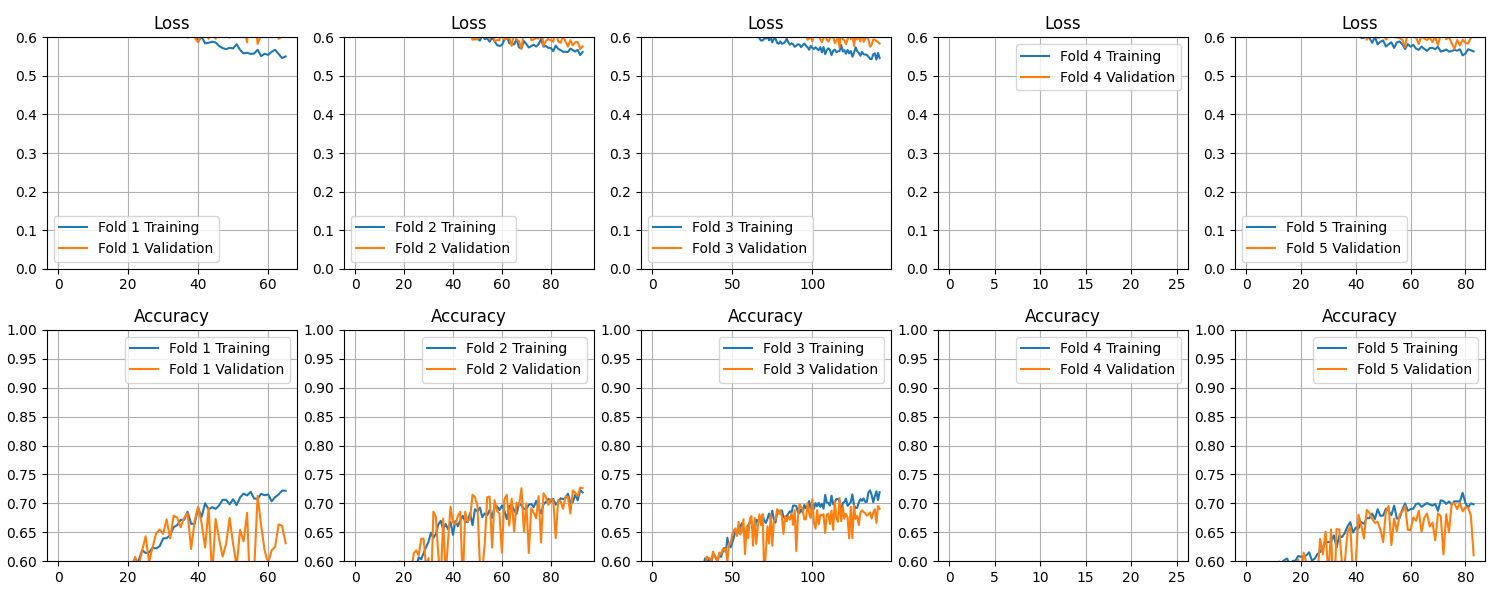 Loss
Loss
Loss
Loss
Loss
0.6
0.5
0.4
0.3
0.2
0.1
0.0
Fold 1 Training
Fold 1 Validation
0 20 40 60
0.6
0.5
0.4
0.3
0.2
0.1
0.0
Fold 2 Training
Fold 2 Validation
0 20 40 60 80
0.6
0.5
0.4
0.3
0.2
0.1
0.0
Fold 3 Training
Fold 3 Validation
0 50 100
0.6
0.5
0.4
0.3
0.2
0.1
0.0
Fold 4 Training
Fold 4 Validation
0 5 10 15 20 25
0.6
0.5
0.4
0.3
0.2
0.1
0.0
Fold 5 Training
Fold 5 Validation
0 20 40 60 80
Accuracy
Accuracy
Accuracy
Accuracy
Accuracy
1.00
0.95
0.90
0.85
0.80
0.75
0.70
0.65
0.60
Fold 1 Training
Fold 1 Validation
0 20 40 60
1.00
0.95
0.90
0.85
0.80
0.75
0.70
0.65
0.60
Fold 2 Training
Fold 2 Validation
0 20 40 60 80
1.00
0.95
0.90
0.85
0.80
0.75
0.70
0.65
0.60
Fold 3 Training
Fold 3 Validation
0 50 100
1.00
0.95
0.90
0.85
0.80
0.75
0.70
0.65
0.60
Fold 4 Training
Fold 4 Validation
0 5 10 15 20 25
1.00
0.95
0.90
0.85
0.80
0.75
0.70
0.65
0.60
Fold 5 Training
Fold 5 Validation
0 20 40 60 80